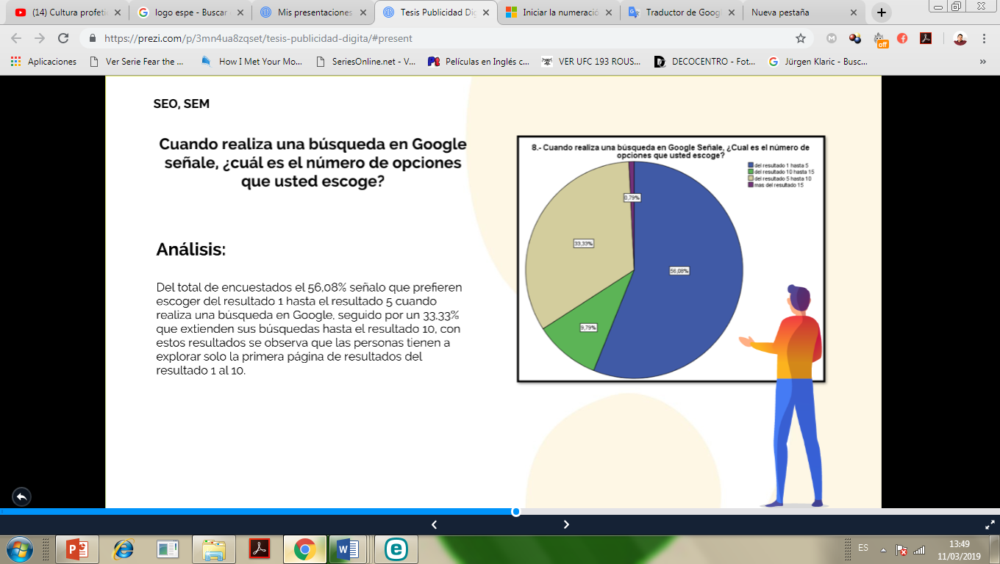 (14) Cultura profeti
logo espe - Buscar
Mis presentaciones
Tesis Publicidad Dig
Iniciar la numeració
Traductor de Googl
Nueva pestaña
https://prezi.com/p/3mn4ua8zqset/tesis-publicidad-digita/#present
off
Aplicaciones
Ver Serie Fear the ...
How I Met Your Mo...
SeriesOnline.net - V...
Películas en Inglés c...
VER UFC 193 ROUS...
DECOCENTRO - Fot...
Jürgen Klaric - Busc...
»
SEO, SEM
Cuando realiza una búsqueda en Google
señale, ¿cuál es el número de opciones
que usted escoge?
Análisis:
Del total de encuestados el 56,08% señalo que prefieren
escoger del resultado 1 hasta el resultado 5 cuando
realiza una búsqueda en Google, seguido por un 33,33%
que extienden sus búsquedas hasta el resultado 10, con
estos resultados se observa que las personas tienen a
explorar solo la primera página de resultados del
resultado 1 al 10.
8.- Cuando realiza una búsqueda en Google Señale, ¿Cual es el número de
opciones que usted escoge?
del resultado 1 hasta 5
del resultado 10 hasta 15
del resultado 5 hasta 10
mas del resultado 15
0,79%
33,33%
56,08%
9,79%
ES
13:49
11/03/2019